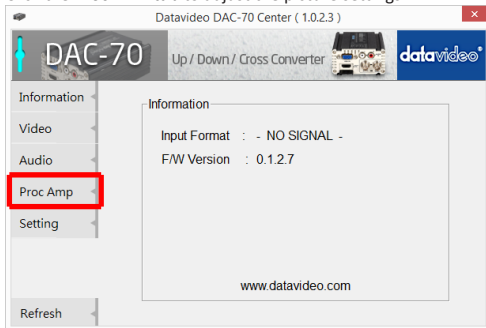 Datavideo DAC-70 Center ( 1.0.2.3 )
DAC-70
Up / Down / Cross Converter
datavideo
Information
Video
Audio
Proc Amp
Setting
Refresh
Information
Input Format : - NO SIGNAL -
F/W Version : 0.1.2.7
www.datavideo.com